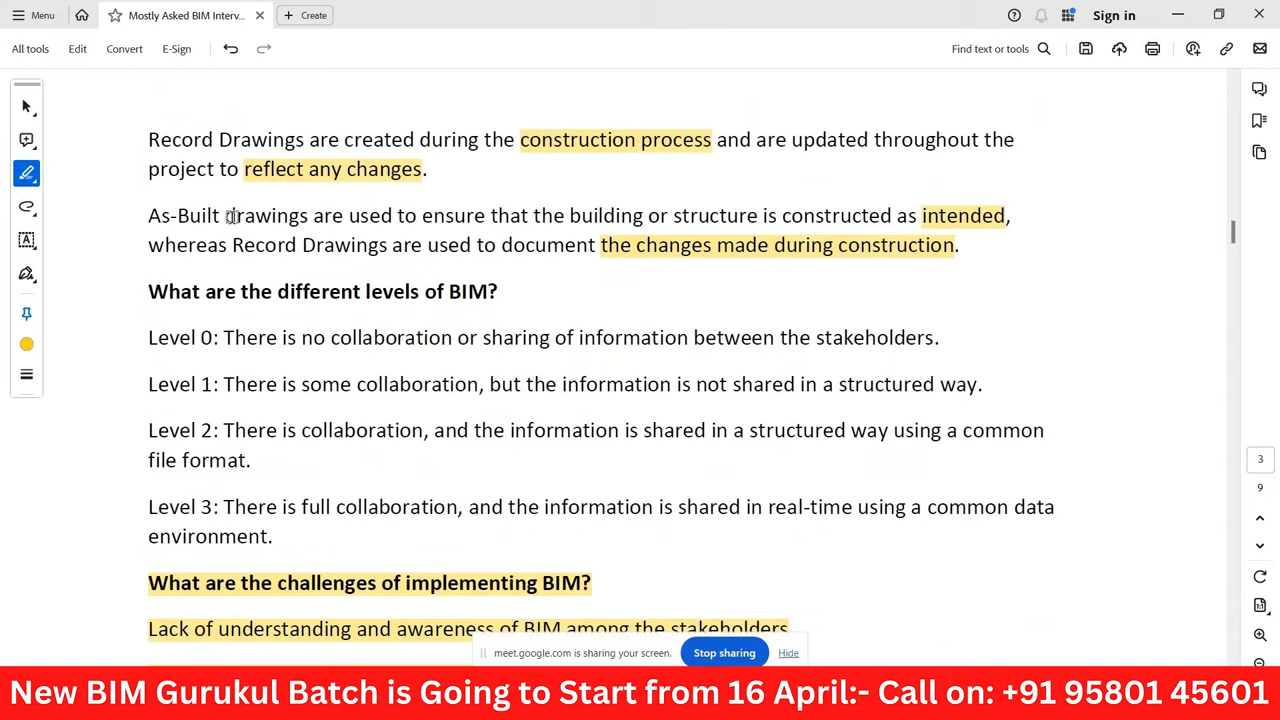 Menu
Mostly Asked BIM Interv...
Create
Sign in
All tools
Edit
Convert
E-Sign
Find text or tools
Record Drawings are created during the construction process and are updated throughout the
project to reflect any changes.
As-Built drawings are used to ensure that the building or structure is constructed as intended,
whereas Record Drawings are used to document the changes made during construction.
What are the different levels of BIM?
Level 0: There is no collaboration or sharing of information between the stakeholders.
Level 1: There is some collaboration, but the information is not shared in a structured way.
Level 2: There is collaboration, and the information is shared in a structured way using a common
file format.
Level 3: There is full collaboration, and the information is shared in real-time using a common data
environment.
What are the challenges of implementing BIM?
Lack of understanding and awareness of BIM among the stakeholders
3
9
meet.google.com is sharing your screen.
Stop sharing
Hide
New BIM Gurukul Batch is Going to Start from 16 April:- Call on: +91 95801 45601